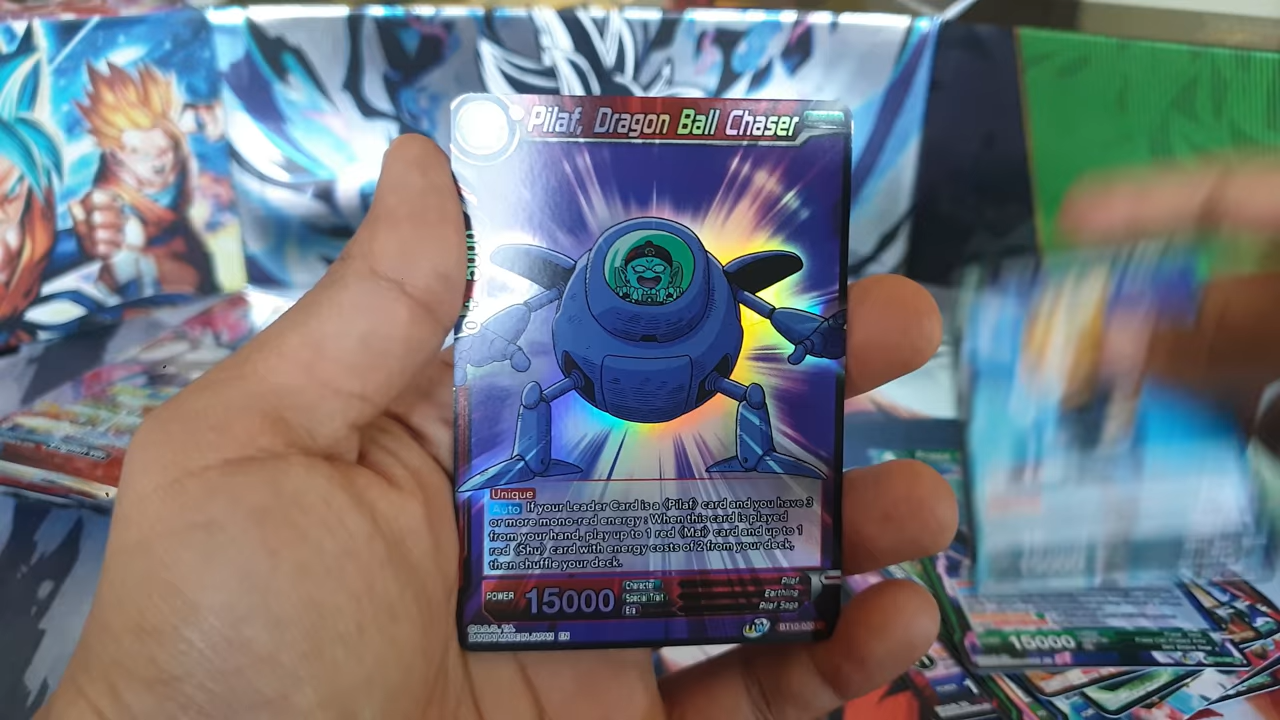 Pilaf, Dragon Ball Chaser
Unique
Auto If your Leader Card is a 〈Pilaf〉 card and you have 3
or more mono-red energy : When this card is played
from your hand, play up to 1 red 〈Mai〉 card and up to 1
red 〈Shu〉 card with energy costs of 2 from your deck,
then shuffle your deck.
POWER 15000
Character Pilaf
Special Trait Earthling
Era Pilaf Saga
©B.S./S., T.A.
BANDAI MADE IN JAPAN EN
UW
15000